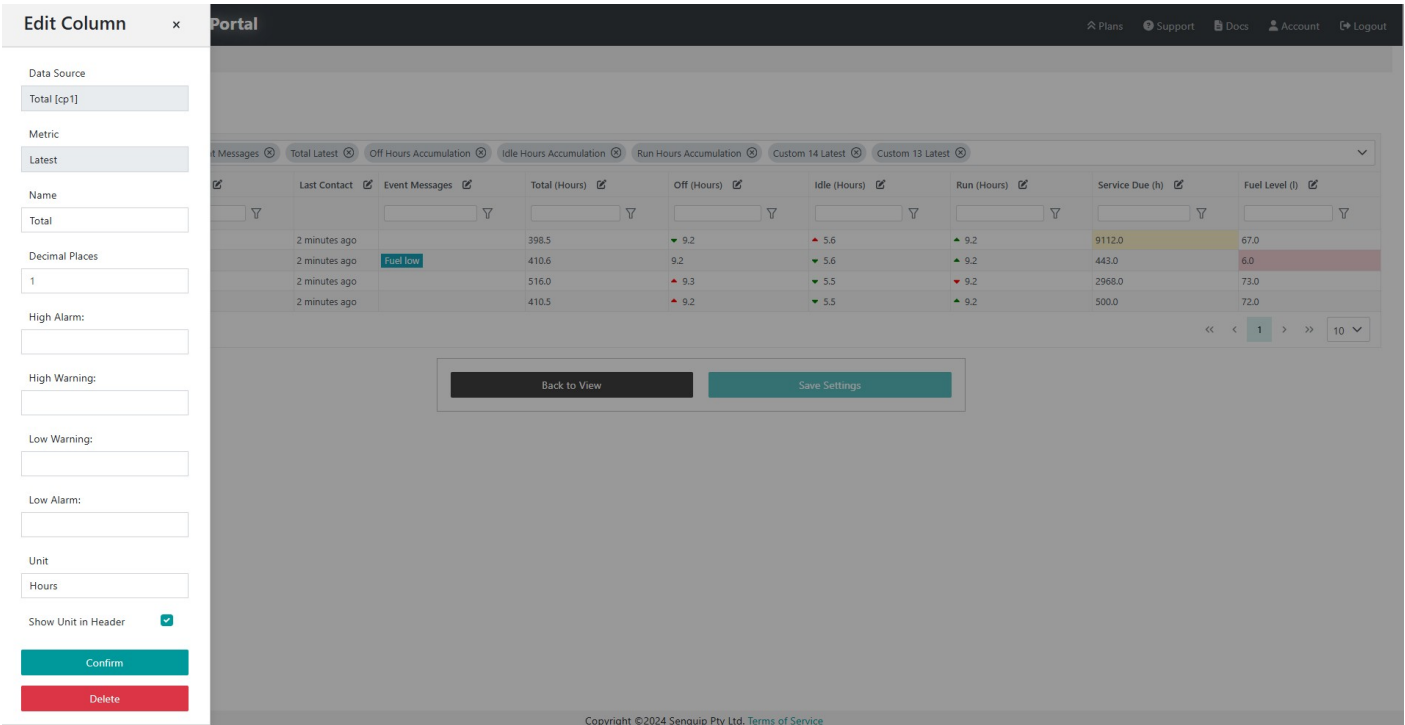 Edit Column × Portal Plans Support Docs Account Logout
Data Source
Total [cp1]
Metric
Latest
Name
Total
Decimal Places
1
High Alarm:
High Warning:
Low Warning:
Low Alarm:
Unit
Hours
Show Unit in Header
Confirm
Delete
t Messages Total Latest Off Hours Accumulation Idle Hours Accumulation Run Hours Accumulation Custom 14 Latest Custom 13 Latest
Last Contact Event Messages Total (Hours) Off (Hours) Idle (Hours) Run (Hours) Service Due (h) Fuel Level (l)
2 minutes ago 398.5 9.2 5.6 9.2 9112.0 67.0
2 minutes ago Fuel low 410.6 9.2 5.6 9.2 443.0 6.0
2 minutes ago 516.0 9.3 5.5 9.2 2968.0 73.0
2 minutes ago 410.5 9.2 5.5 9.2 500.0 72.0
« < 1 > » 10
Back to View Save Settings
Copyright ©2024 Senquip Pty Ltd. Terms of Service